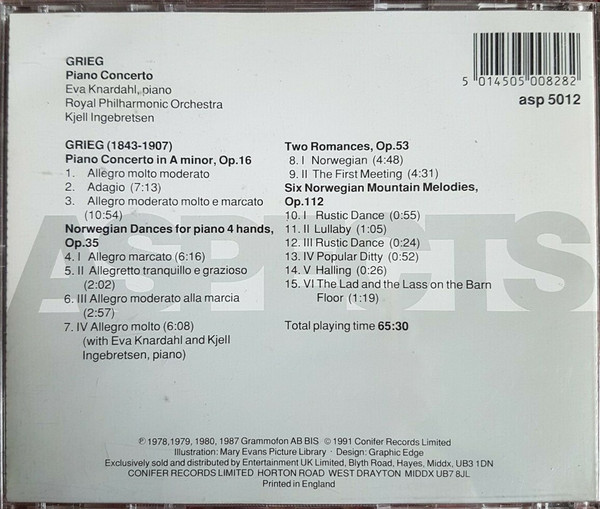 GRIEG
Piano Concerto
Eva Knardahl, piano
Royal Philharmonic Orchestra
Kjell Ingebretsen
5 014505 008282
asp 5012
GRIEG (1843-1907)
Piano Concerto in A minor, Op.16
1. Allegro molto moderato
2. Adagio (7:13)
3. Allegro moderato molto e marcato
(10:54)
Norwegian Dances for piano 4 hands,
Op.35
4. I Allegro marcato (6:16)
5. II Allegretto tranquillo e grazioso
(2:02)
6. III Allegro moderato alla marcia
(2:57)
7. IV Allegro molto (6:08)
(with Eva Knardahl and Kjell
Ingebretsen, piano)
Two Romances, Op.53
8. I Norwegian (4:48)
9. II The First Meeting (4:31)
Six Norwegian Mountain Melodies,
Op.112
10. I Rustic Dance (0:55)
11. II Lullaby (1:05)
12. III Rustic Dance (0:24)
13. IV Popular Ditty (0:52)
14. V Halling (0:26)
15. VI The Lad and the Lass on the Barn
Floor (1:19)
Total playing time 65:30
ASPECTS
℗ 1978,1979, 1980, 1987 Grammofon AB BIS © 1991 Conifer Records Limited
Illustration: Mary Evans Picture Library · Design: Graphic Edge
Exclusively sold and distributed by Entertainment UK Limited, Blyth Road, Hayes, Middx, UB3 1DN
CONIFER RECORDS LIMITED HORTON ROAD WEST DRAYTON MIDDX UB7 8JL
Printed in England